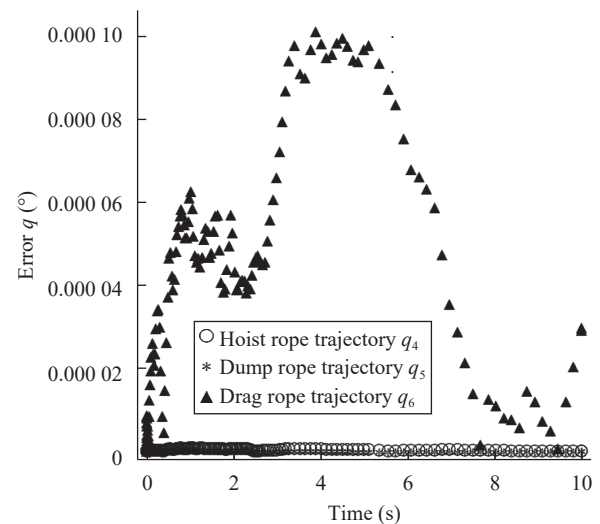 0.000 10
0.000 08
0.000 06
0.000 04
0.000 02
0
Error q (°)
○ Hoist rope trajectory q4
* Dump rope trajectory q5
▲ Drag rope trajectory q6
0 2 4 6 8 10
Time (s)